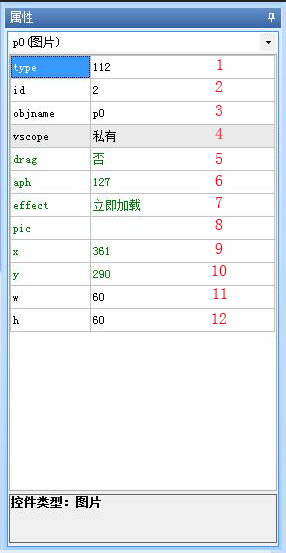 属性
p0(图片)
type 112 1
id 2 2
objname p0 3
vscope 私有 4
drag 否 5
aph 127 6
effect 立即加载 7
pic 8
x 361 9
y 290 10
w 60 11
h 60 12
控件类型：图片